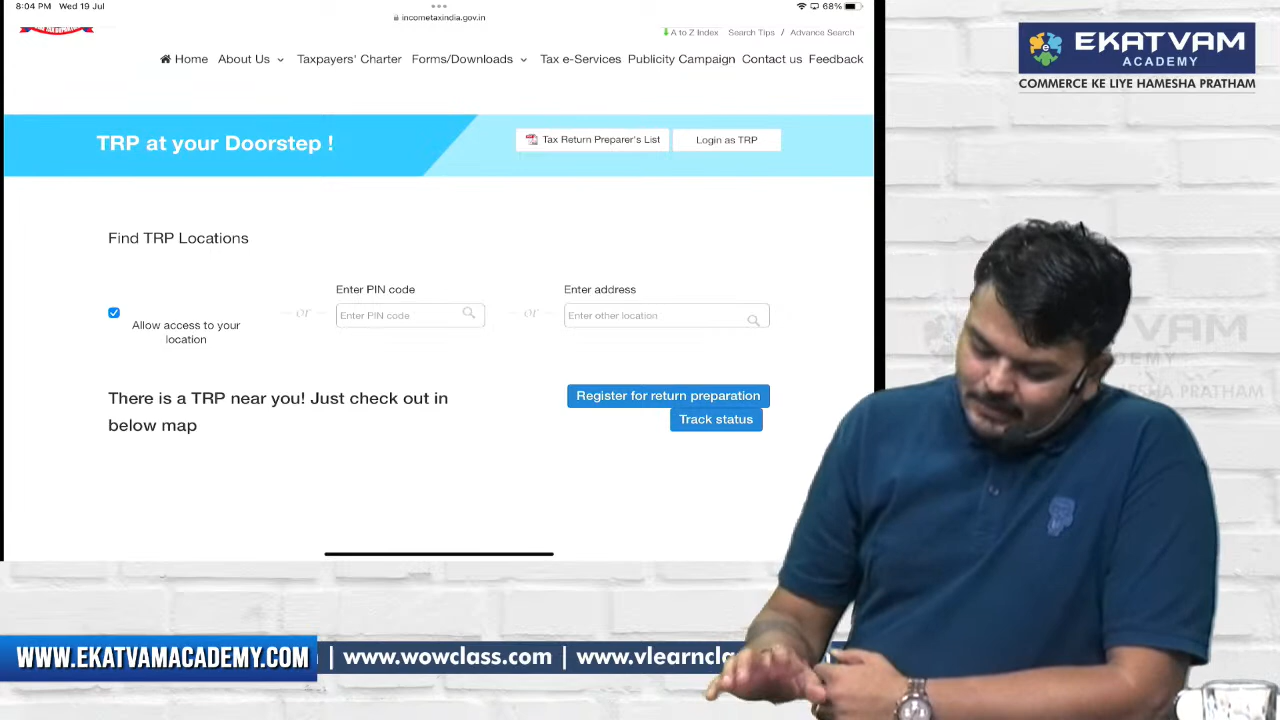 8:04 PM Wed 19 Jul
68%
incometaxindia.gov.in
A to Z Index Search Tips / Advance Search
Home About Us Taxpayers' Charter Forms/Downloads Tax e-Services Publicity Campaign Contact us Feedback
TRP at your Doorstep !
Tax Return Preparer's List
Login as TRP
Find TRP Locations
Allow access to your
location
or
Enter PIN code
Enter PIN code
or
Enter address
Enter other location
There is a TRP near you! Just check out in
below map
Register for return preparation
Track status
EKATVAM
ACADEMY
COMMERCE KE LIYE HAMESHA PRATHAM
WWW.EKATVAMACADEMY.COM
| www.wowclass.com | www.vlearncla